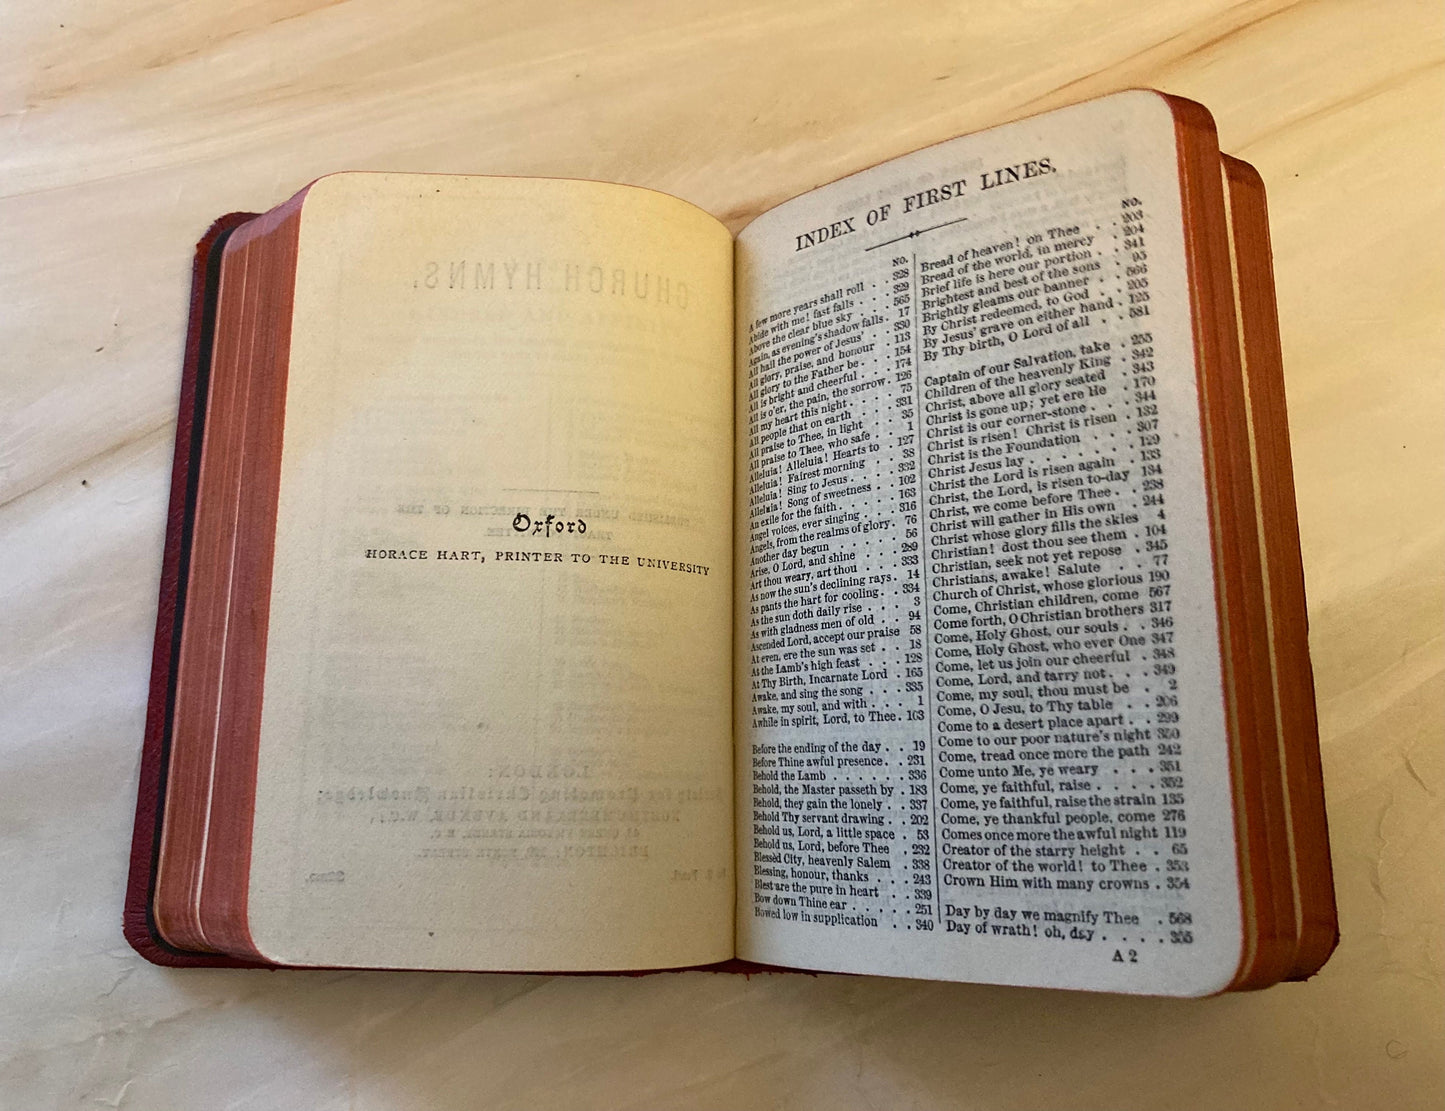 Oxford
HORACE HART, PRINTER TO THE UNIVERSITY
INDEX OF FIRST LINES.
NO.
A few more years shall roll . . 328
Abide with me! fast falls . . . 329
Above the clear blue sky . . . 565
Again, as evening's shadow falls. 17
All hail the power of Jesus' . . 330
All glory, praise, and honour . 113
All glory to the Father be . . . 154
All is bright and cheerful . . . 174
All is o'er, the pain, the sorrow. 126
All my heart this night . . . . 75
All people that on earth . . . 331
All praise to Thee, in light . . 35
All praise to Thee, who safe . . 1
Alleluia! Alleluia! Hearts to . 127
Alleluia! Fairest morning . . 38
Alleluia! Sing to Jesus . . . . 332
Alleluia! Song of sweetness . . 102
An exile for the faith . . . . 163
Angel voices, ever singing . . . 316
Angels, from the realms of glory. 76
Another day begun . . . . . 56
Arise, O Lord, and shine . . . 289
Art thou weary, art thou . . . 333
As now the sun's declining rays. 14
As pants the hart for cooling. . 334
As the sun doth daily rise . . . 3
As with gladness men of old . . 94
Ascended Lord, accept our praise 58
At even, ere the sun was set . . 18
At the Lamb's high feast . . . 128
At Thy Birth, Incarnate Lord . 165
Awake, and sing the song . . . 335
Awake, my soul, and with . . . 1
Awhile in spirit, Lord, to Thee. 163
Before the ending of the day . . 19
Before Thine awful presence. . 231
Behold the Lamb . . . . . . 336
Behold, the Master passeth by . 183
Behold, they gain the lonely . . 337
Behold Thy servant drawing . . 202
Behold us, Lord, a little space . 53
Behold us, Lord, before Thee . 232
Blessèd City, heavenly Salem . 338
Blessing, honour, thanks . . . 243
Blest are the pure in heart . . 339
Bow down Thine ear . . . . . 251
Bowed low in supplication . . 340
NO.
Bread of heaven! on Thee . . 203
Bread of the world, in mercy . 204
Brief life is here our portion . . 341
Brightest and best of the sons . 95
Brightly gleams our banner . . 566
By Christ redeemed, to God . . 205
By Jesus' grave on either hand . 125
By Thy birth, O Lord of all . . 581
Captain of our Salvation, take . 255
Children of the heavenly King . 342
Christ, above all glory seated . 343
Christ is gone up; yet ere He . 170
Christ is our corner-stone . . . 344
Christ is risen! Christ is risen . 132
Christ is the Foundation . . . 307
Christ Jesus lay . . . . . . . 129
Christ the Lord is risen again . 133
Christ, the Lord, is risen to-day 134
Christ, we come before Thee . . 238
Christ will gather in His own . 244
Christ whose glory fills the skies 4
Christian! dost thou see them . 104
Christian, seek not yet repose . 345
Christians, awake! Salute . . 77
Church of Christ, whose glorious 190
Come, Christian children, come 567
Come forth, O Christian brothers 317
Come, Holy Ghost, our souls . . 346
Come, Holy Ghost, who ever One 347
Come, let us join our cheerful . 348
Come, Lord, and tarry not . . . 349
Come, my soul, thou must be . 2
Come, O Jesu, to Thy table . . 206
Come to a desert place apart . . 299
Come to our poor nature's night 350
Come, tread once more the path 242
Come unto Me, ye weary . . . 351
Come, ye faithful, raise . . . . 352
Come, ye faithful, raise the strain 135
Come, ye thankful people, come 276
Comes once more the awful night 119
Creator of the starry height . . 65
Creator of the world! to Thee . 353
Crown Him with many crowns . 354
Day by day we magnify Thee . 568
Day of wrath! oh, day . . . . 355
A 2